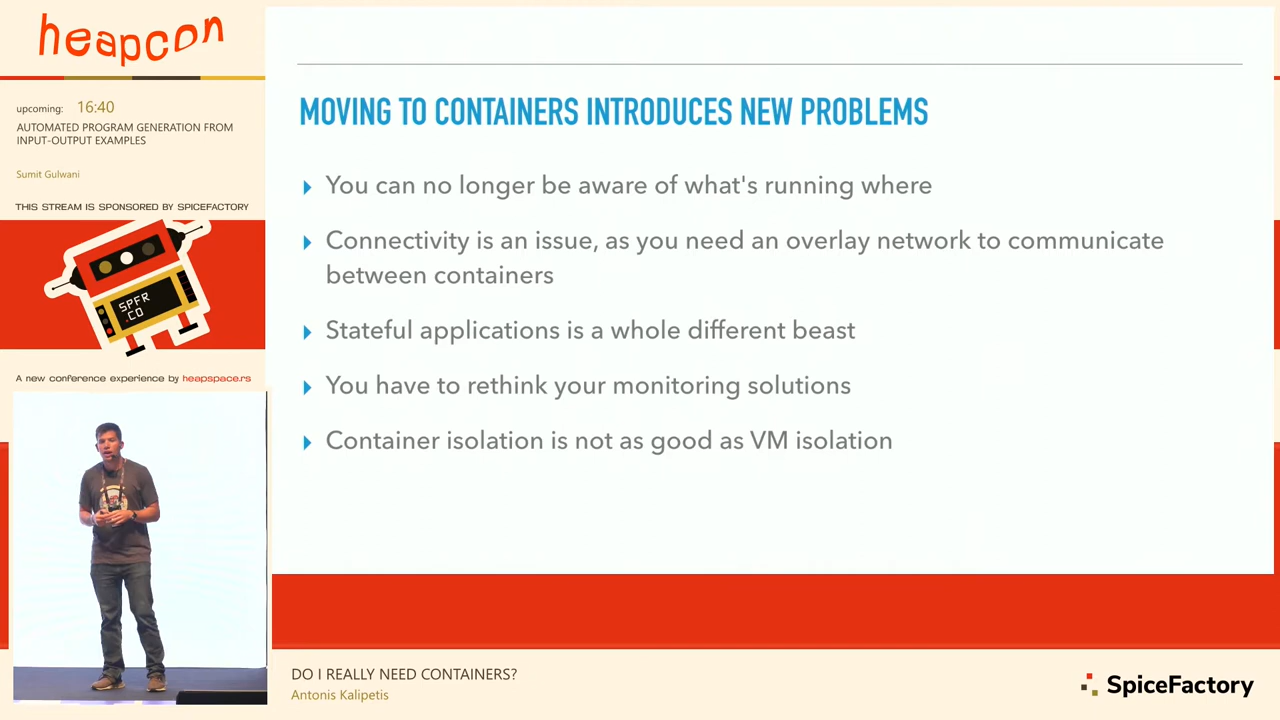 heapcon
upcoming: 16:40
AUTOMATED PROGRAM GENERATION FROM
INPUT-OUTPUT EXAMPLES
Sumit Gulwani
THIS STREAM IS SPONSORED BY SPICEFACTORY
SPFR
.CO
A new conference experience by heapspace.rs
MOVING TO CONTAINERS INTRODUCES NEW PROBLEMS
You can no longer be aware of what's running where
Connectivity is an issue, as you need an overlay network to communicate
between containers
Stateful applications is a whole different beast
You have to rethink your monitoring solutions
Container isolation is not as good as VM isolation
DO I REALLY NEED CONTAINERS?
Antonis Kalipetis
SpiceFactory